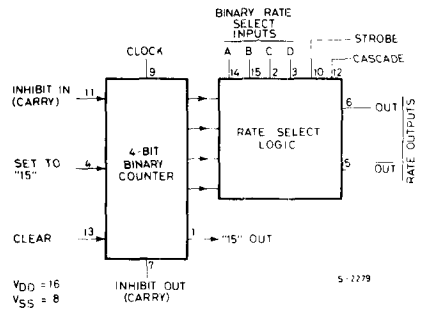 BINARY RATE
SELECT
INPUTS
A B C D
STROBE
CASCADE
CLOCK
9
14 15 2 3 10 12
INHIBIT IN
(CARRY)
11
6
OUT
RATE SELECT
LOGIC
RATE OUTPUTS
4-BIT
BINARY
COUNTER
SET TO
"15"
4
5
OUT
CLEAR
13
1
"15" OUT
7
INHIBIT OUT
(CARRY)
VDD = 16
VSS = 8
S-2279